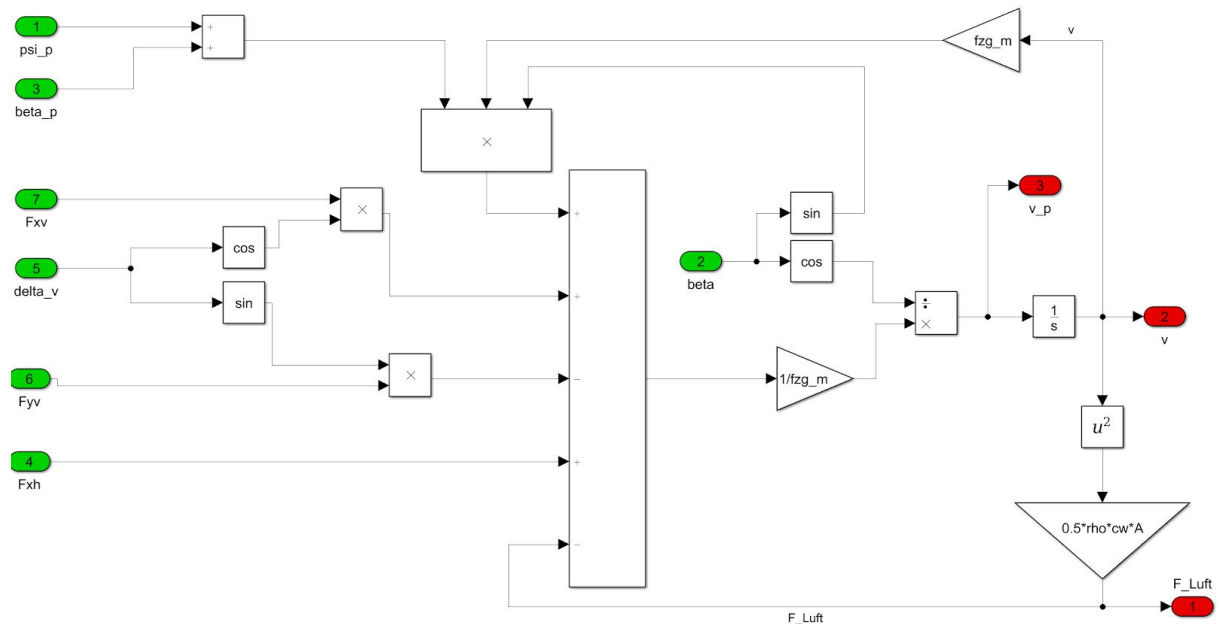 1
psi_p
+
+
3
beta_p
fzg_m
v
×
7
Fxv
×
cos
5
delta_v
sin
6
Fyv
×
4
Fxh
+
+
−
+
−
sin
2
beta
cos
÷
×
1/fzg_m
3
v_p
1
s
2
v
u²
0.5*rho*cw*A
F_Luft
1
F_Luft